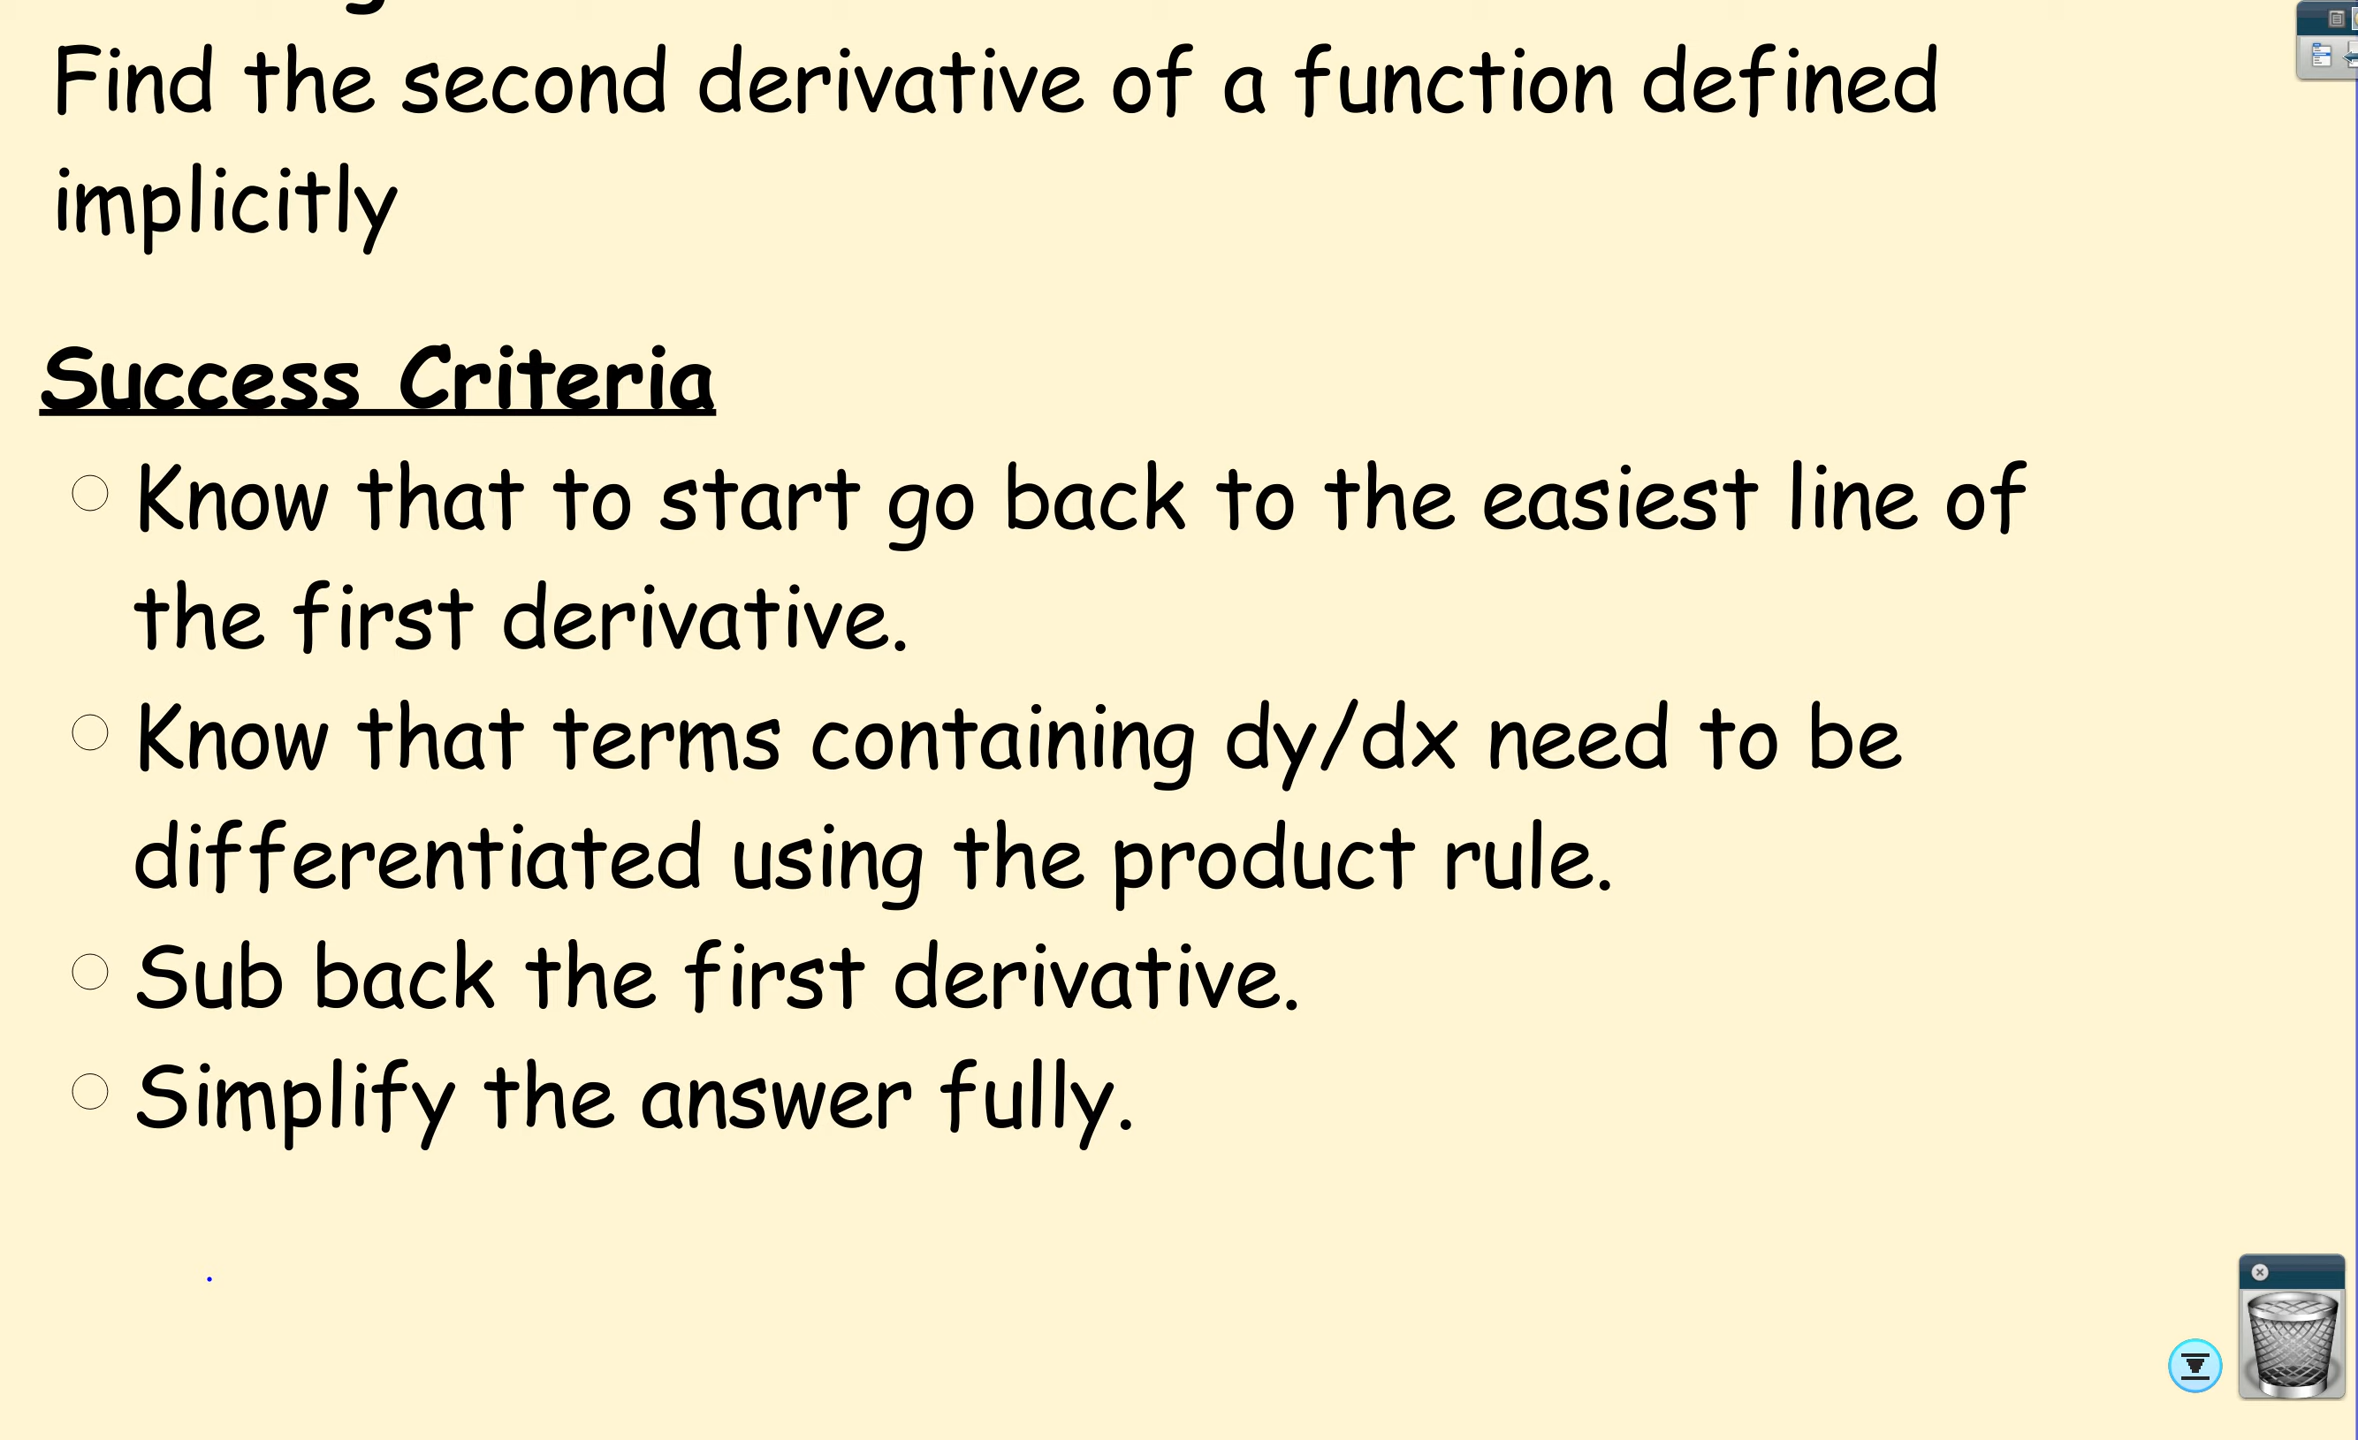 Find the second derivative of a function defined
implicitly
Success Criteria
Know that to start go back to the easiest line of
the first derivative.
Know that terms containing dy/dx need to be
differentiated using the product rule.
Sub back the first derivative.
Simplify the answer fully.